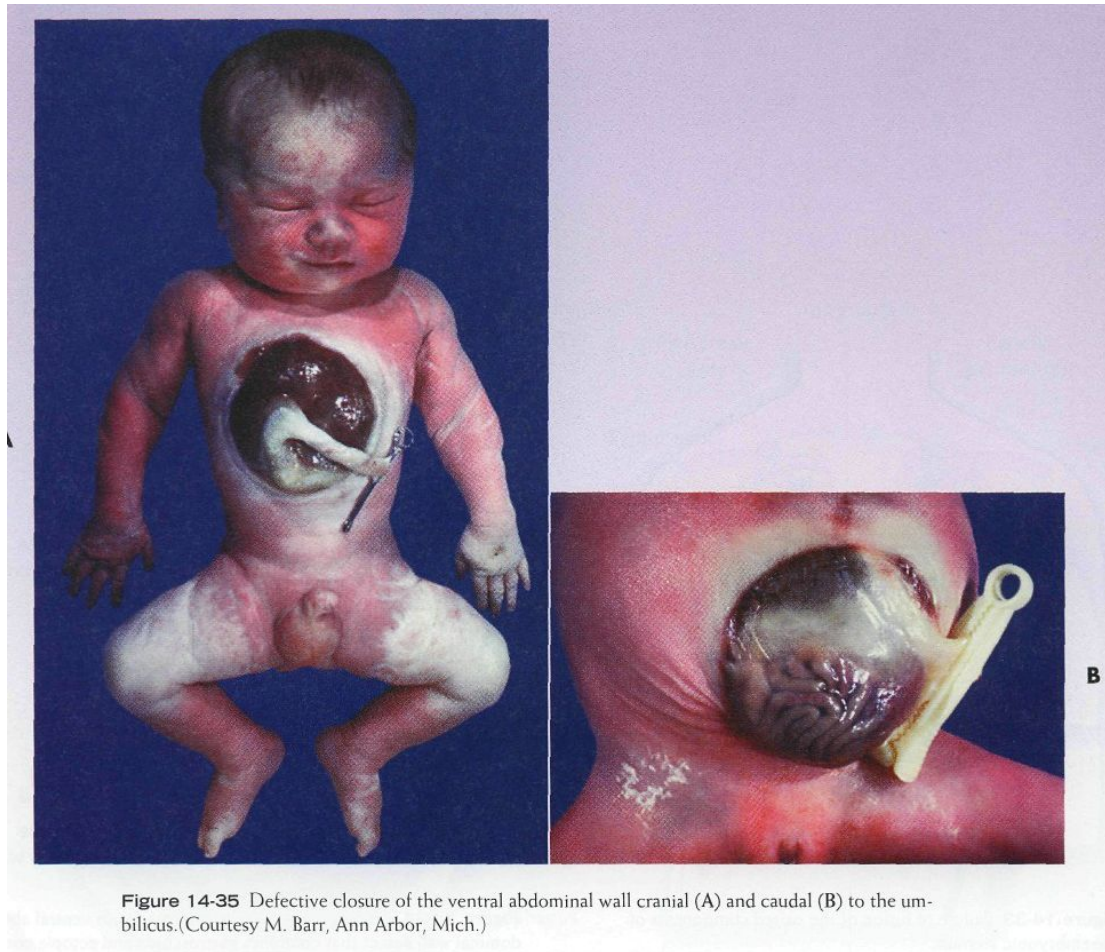 B
Figure 14-35 Defective closure of the ventral abdominal wall cranial (A) and caudal (B) to the um-
bilicus.(Courtesy M. Barr, Ann Arbor, Mich.)